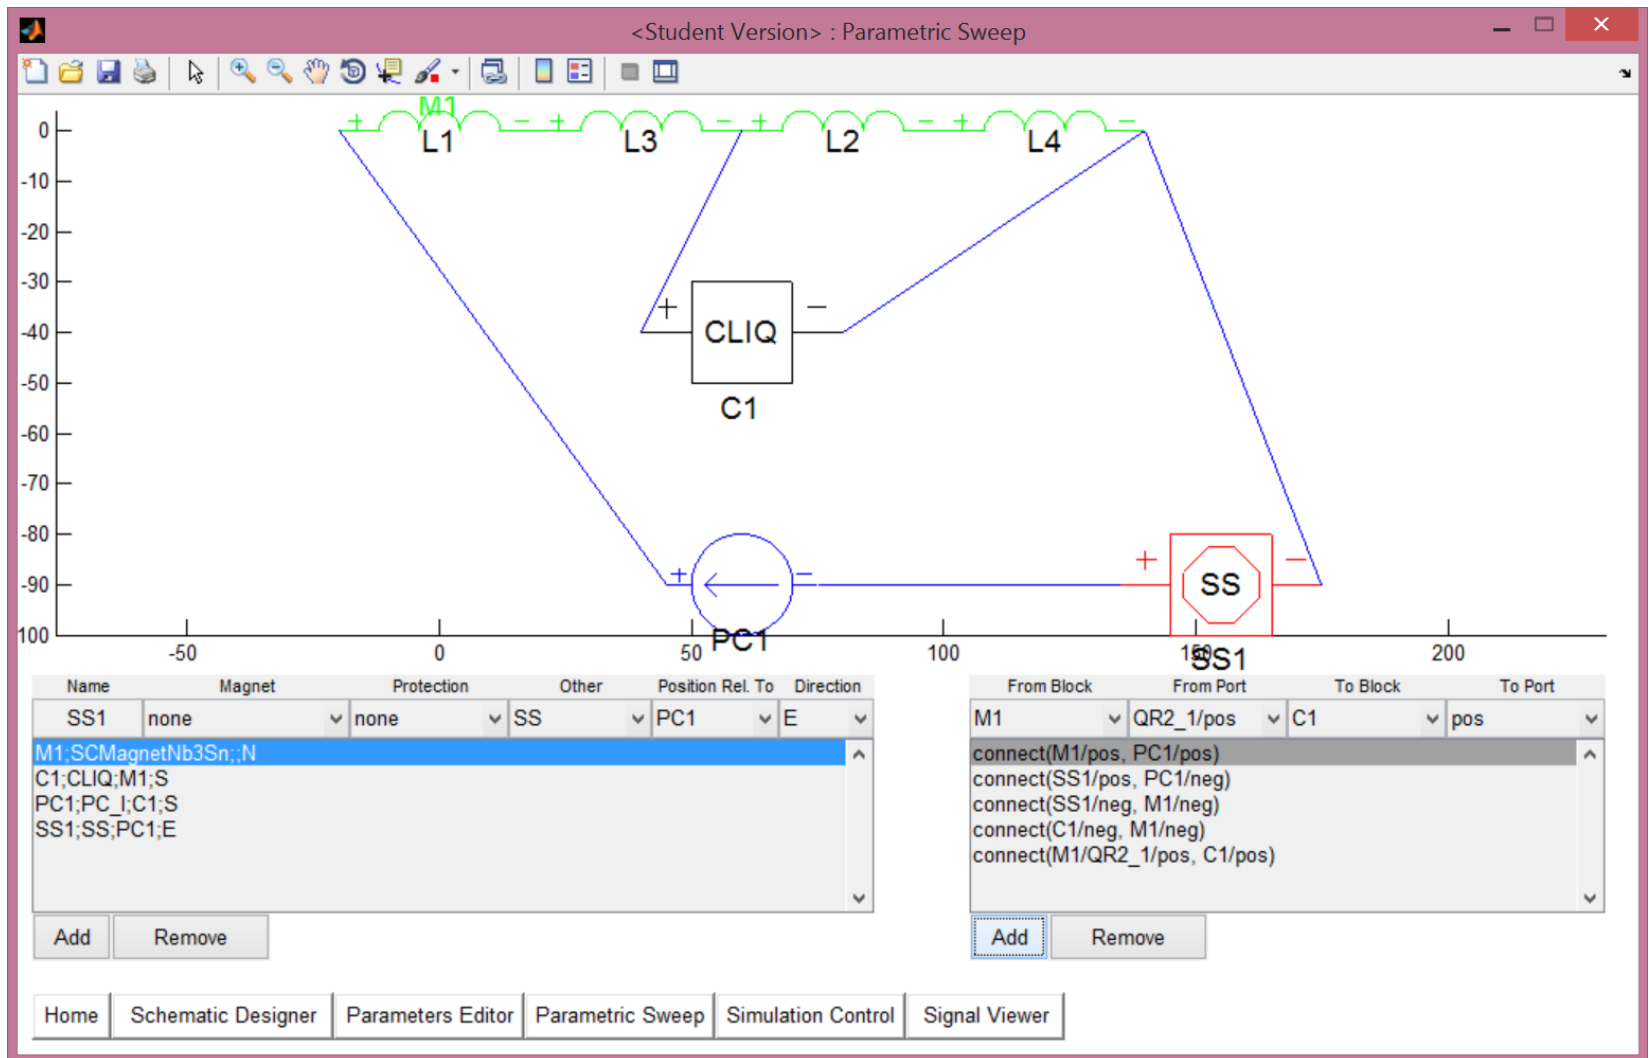 <Student Version> : Parametric Sweep
M1
+ − + − + − + −
L1 L3 L2 L4
0
-10
-20
-30
+ −
-40
CLIQ
-50
C1
-60
-70
-80
+ − + −
-90
SS
100
PC1
-50 0 50 100 150 200
SS1
Name Magnet Protection Other Position Rel. To Direction
SS1 none none SS PC1 E
M1;SCMagnetNb3Sn;;N
C1;CLIQ;M1;S
PC1;PC_I;C1;S
SS1;SS;PC1;E
Add Remove
From Block From Port To Block To Port
M1 QR2_1/pos C1 pos
connect(M1/pos, PC1/pos)
connect(SS1/pos, PC1/neg)
connect(SS1/neg, M1/neg)
connect(C1/neg, M1/neg)
connect(M1/QR2_1/pos, C1/pos)
Add Remove
Home Schematic Designer Parameters Editor Parametric Sweep Simulation Control Signal Viewer